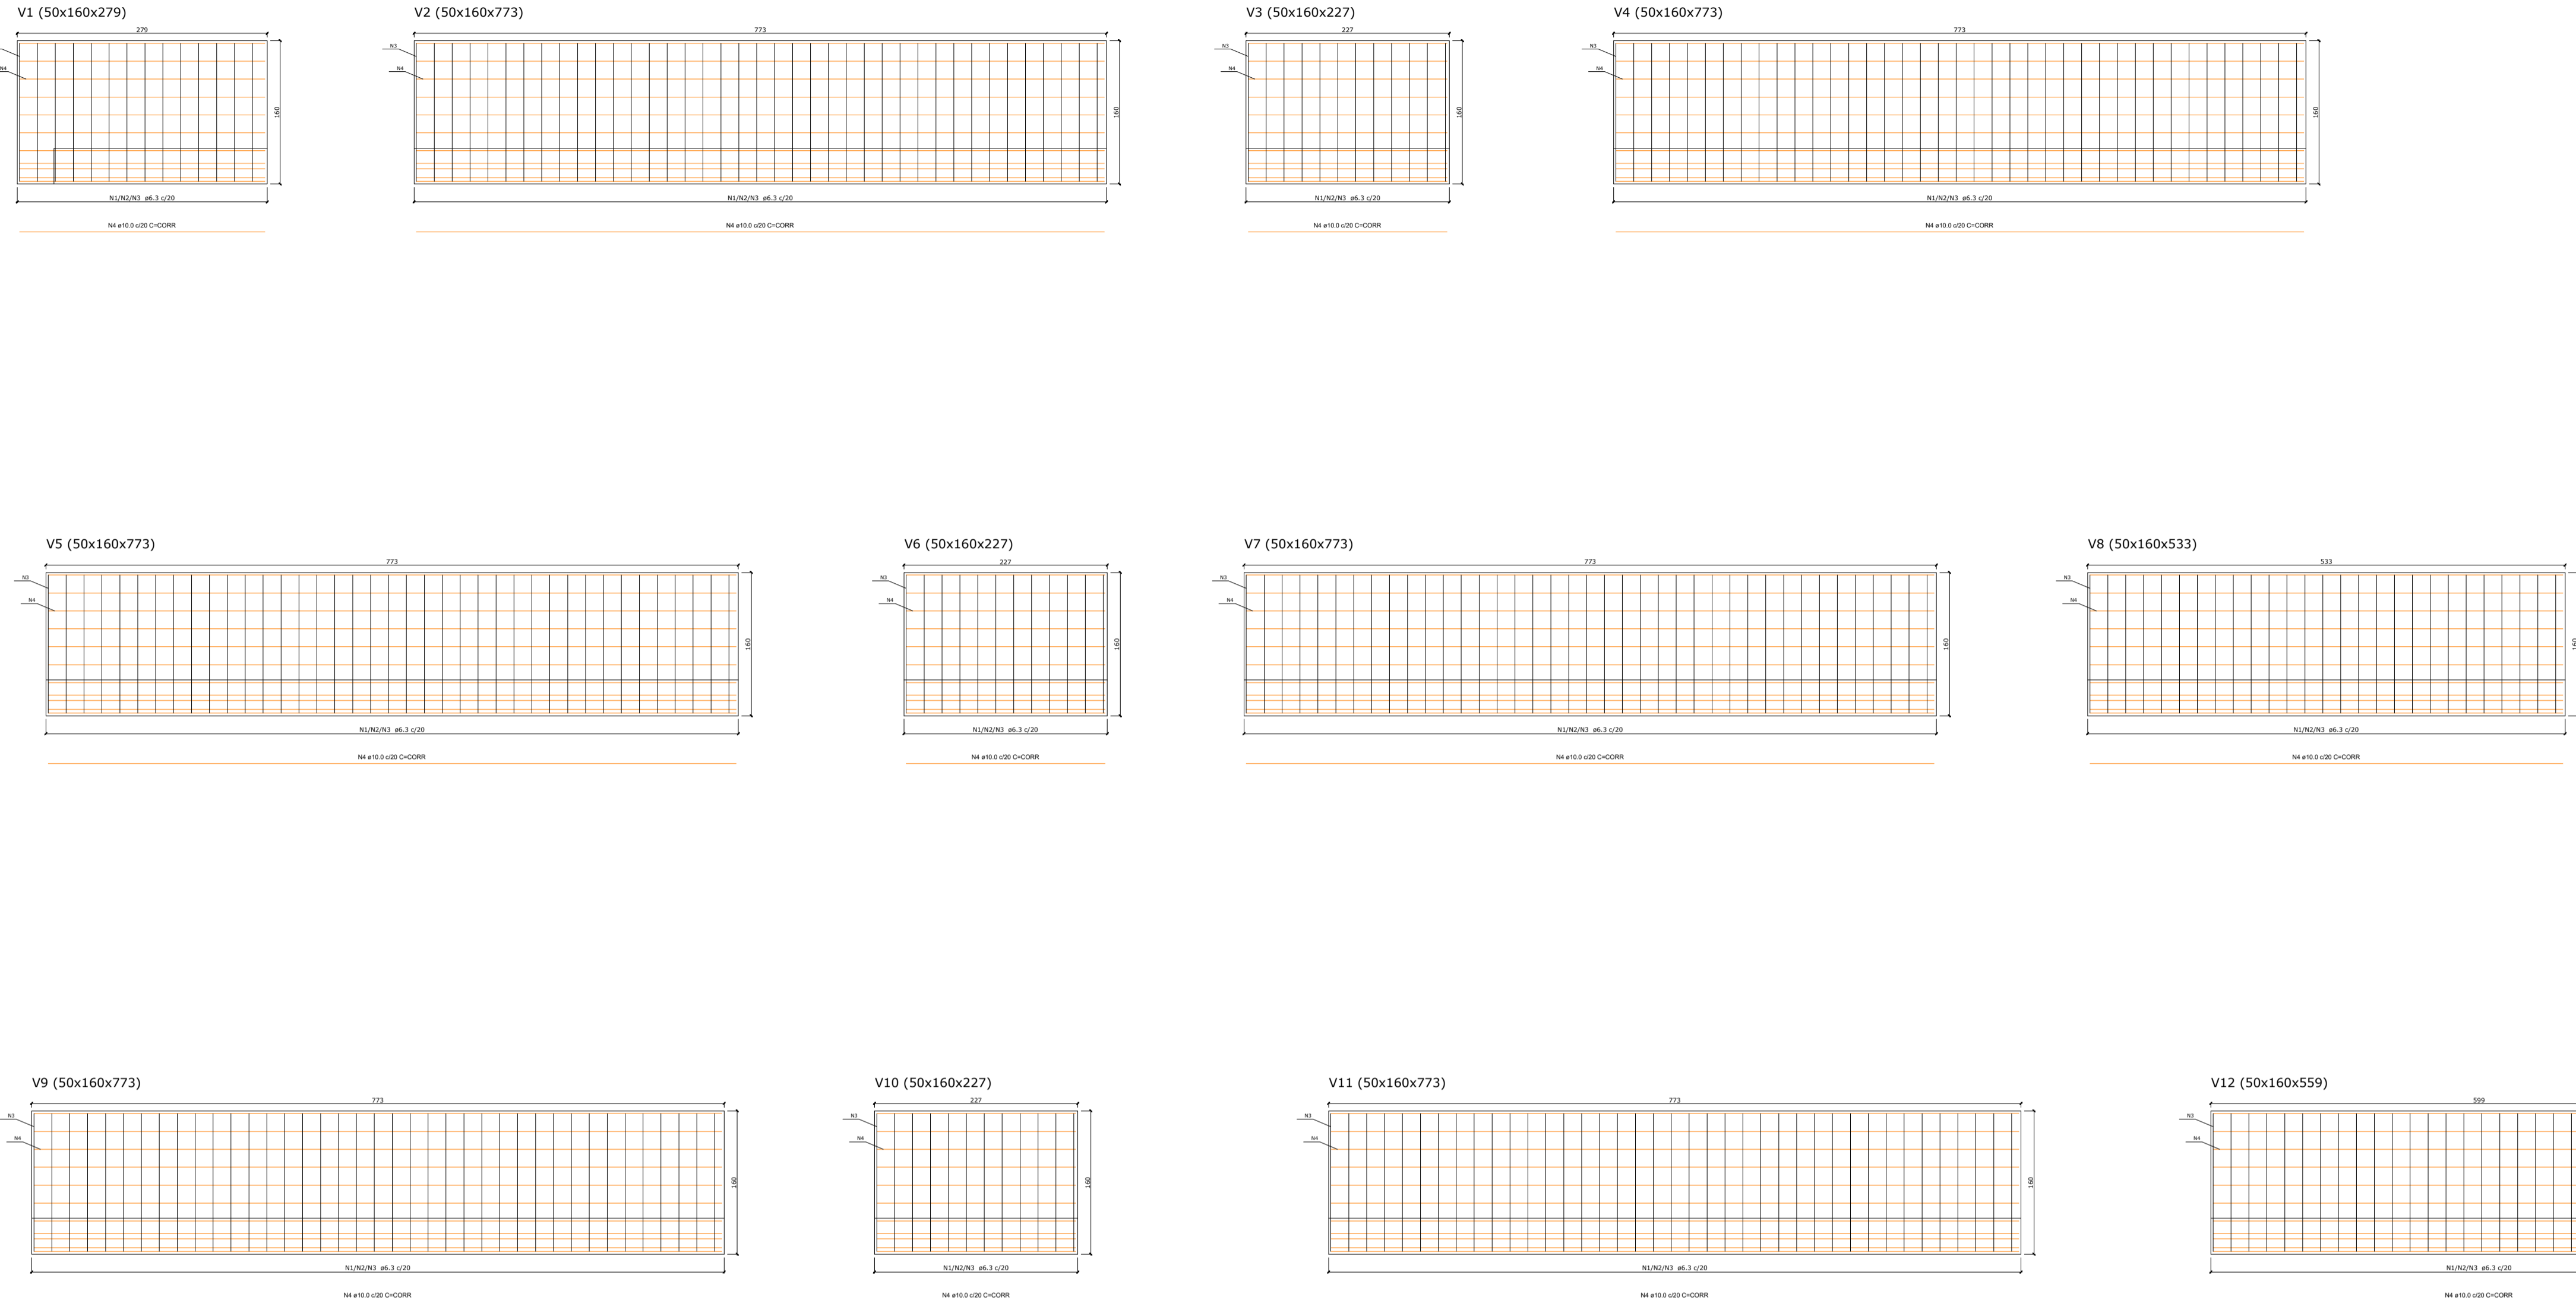 V1 (50x160x279)
279
N4
160
N1/N2/N3 ø6.3 c/20
N4 ø10.0 c/20 C=CORR
V2 (50x160x773)
773
N3
N4
160
N1/N2/N3 ø6.3 c/20
N4 ø10.0 c/20 C=CORR
V3 (50x160x227)
227
N3
N4
160
N1/N2/N3 ø6.3 c/20
N4 ø10.0 c/20 C=CORR
V4 (50x160x773)
773
N3
N4
160
N1/N2/N3 ø6.3 c/20
N4 ø10.0 c/20 C=CORR
V5 (50x160x773)
773
N3
N4
160
N1/N2/N3 ø6.3 c/20
N4 ø10.0 c/20 C=CORR
V6 (50x160x227)
227
N3
N4
160
N1/N2/N3 ø6.3 c/20
N4 ø10.0 c/20 C=CORR
V7 (50x160x773)
773
N3
N4
160
N1/N2/N3 ø6.3 c/20
N4 ø10.0 c/20 C=CORR
V8 (50x160x533)
533
N3
N4
160
N1/N2/N3 ø6.3 c/20
N4 ø10.0 c/20 C=CORR
V9 (50x160x773)
773
N3
N4
160
N1/N2/N3 ø6.3 c/20
N4 ø10.0 c/20 C=CORR
V10 (50x160x227)
227
N3
N4
160
N1/N2/N3 ø6.3 c/20
N4 ø10.0 c/20 C=CORR
V11 (50x160x773)
773
N3
N4
160
N1/N2/N3 ø6.3 c/20
N4 ø10.0 c/20 C=CORR
V12 (50x160x559)
599
N3
N4
N1/N2/N3 ø6.3 c/20
N4 ø10.0 c/20 C=CORR